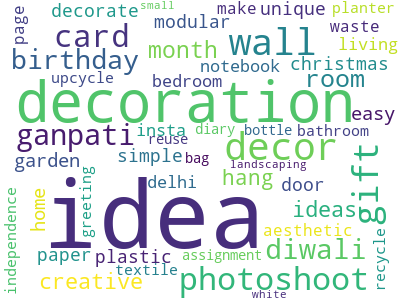 small
page
decorate
make
unique
planter
card
modular
waste
wall
birthday
month
notebook
christmas
living
upcycle
bedroom
room
decoration
easy
ganpati
insta
diary
bottle
bathroom
reuse
decor
gift
garden
simple
bag
landscaping
hang
door
delhi
idea
independence
home
greeting
ideas
aesthetic
paper
plastic
assignment
diwali
recycle
creative
textile
photoshoot
white